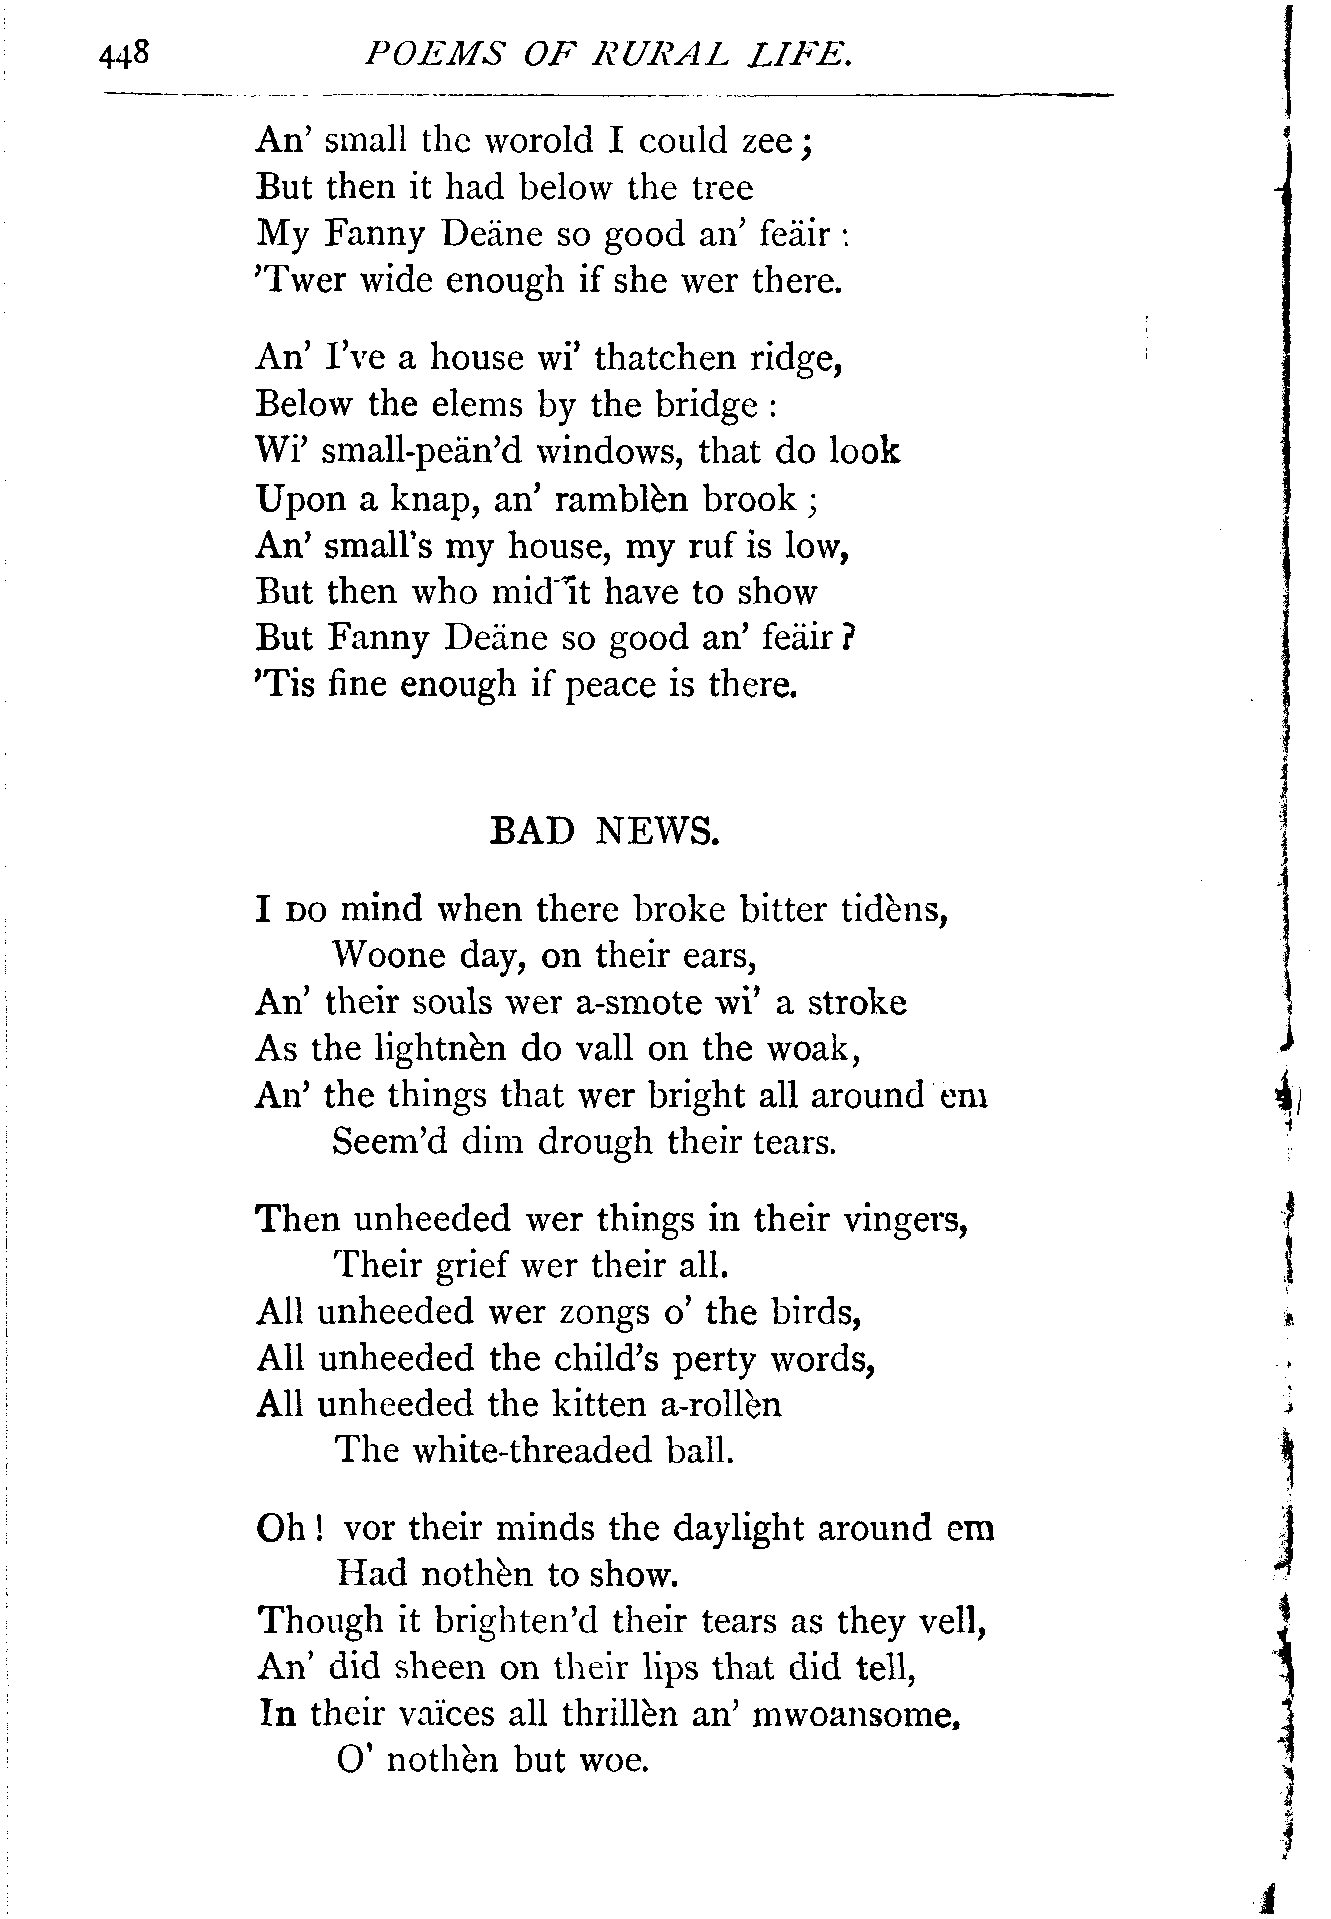 448 POEMS OF RURAL LIFE.
An' small the worold I could zee;
But then it had below the tree
My Fanny Deäne so good an' feäir:
'Twer wide enough if she wer there.
An' I've a house wi' thatchen ridge,
Below the elems by the bridge:
Wi' small-peän'd windows, that do look
Upon a knap, an' ramblèn brook;
An' small's my house, my ruf is low,
But then who mid it have to show
But Fanny Deäne so good an' feäir?
'Tis fine enough if peace is there.
BAD NEWS.
I DO mind when there broke bitter tidèns,
Woone day, on their ears,
An' their souls wer a-smote wi' a stroke
As the lightnèn do vall on the woak,
An' the things that wer bright all around em
Seem'd dim drough their tears.
Then unheeded wer things in their vingers,
Their grief wer their all.
All unheeded wer zongs o' the birds,
All unheeded the child's perty words,
All unheeded the kitten a-rollèn
The white-threaded ball.
Oh! vor their minds the daylight around em
Had nothèn to show.
Though it brighten'd their tears as they vell,
An' did sheen on their lips that did tell,
In their vaïces all thrillèn an' mwoansome,
O' nothèn but woe.